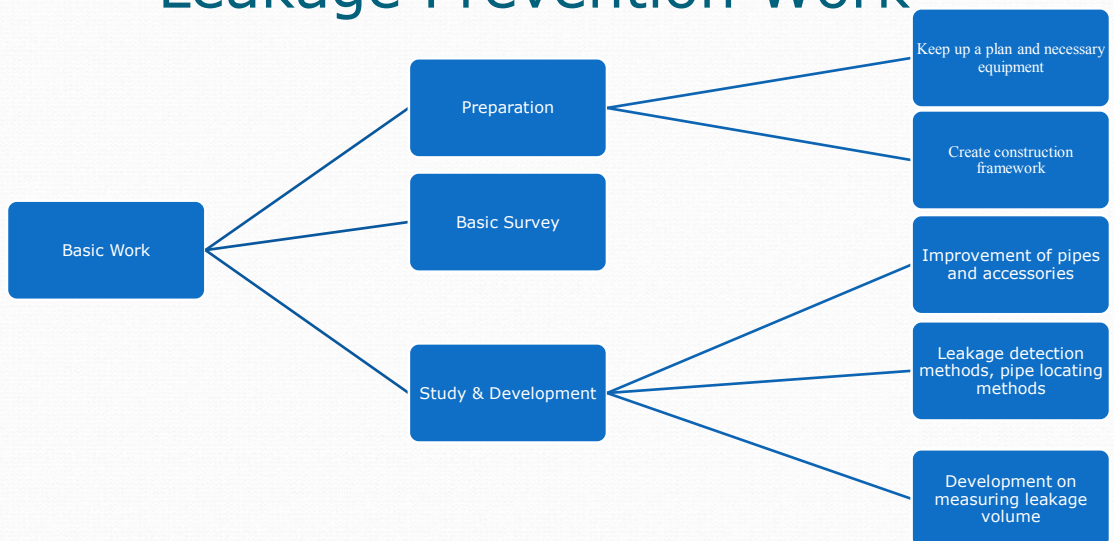 Leakage Prevention Work
Keep up a plan and necessary
equipment
Preparation
Create construction
framework
Basic Survey
Basic Work
Improvement of pipes
and accessories
Leakage detection
methods, pipe locating
methods
Study & Development
Development on
measuring leakage
volume